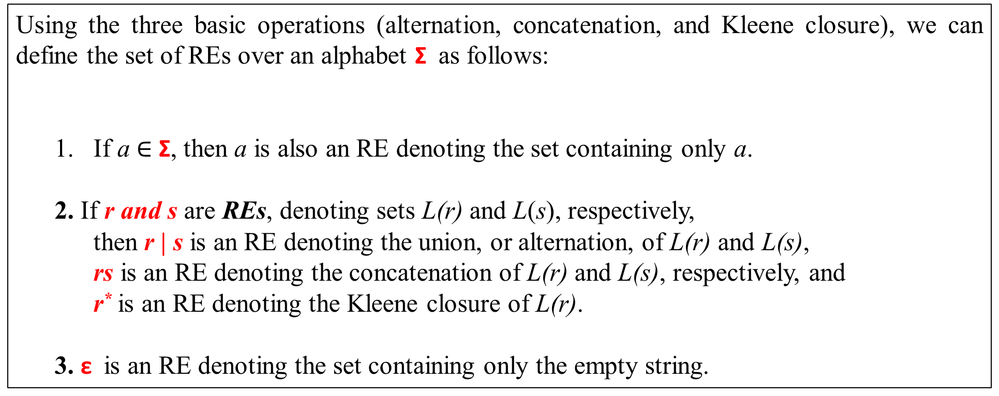 Using the three basic operations (alternation, concatenation, and Kleene closure), we can
define the set of REs over an alphabet Σ as follows:
1. If a ∈ Σ, then a is also an RE denoting the set containing only a.
2. If r and s are REs, denoting sets L(r) and L(s), respectively,
then r | s is an RE denoting the union, or alternation, of L(r) and L(s),
rs is an RE denoting the concatenation of L(r) and L(s), respectively, and
r* is an RE denoting the Kleene closure of L(r).
3. ε is an RE denoting the set containing only the empty string.